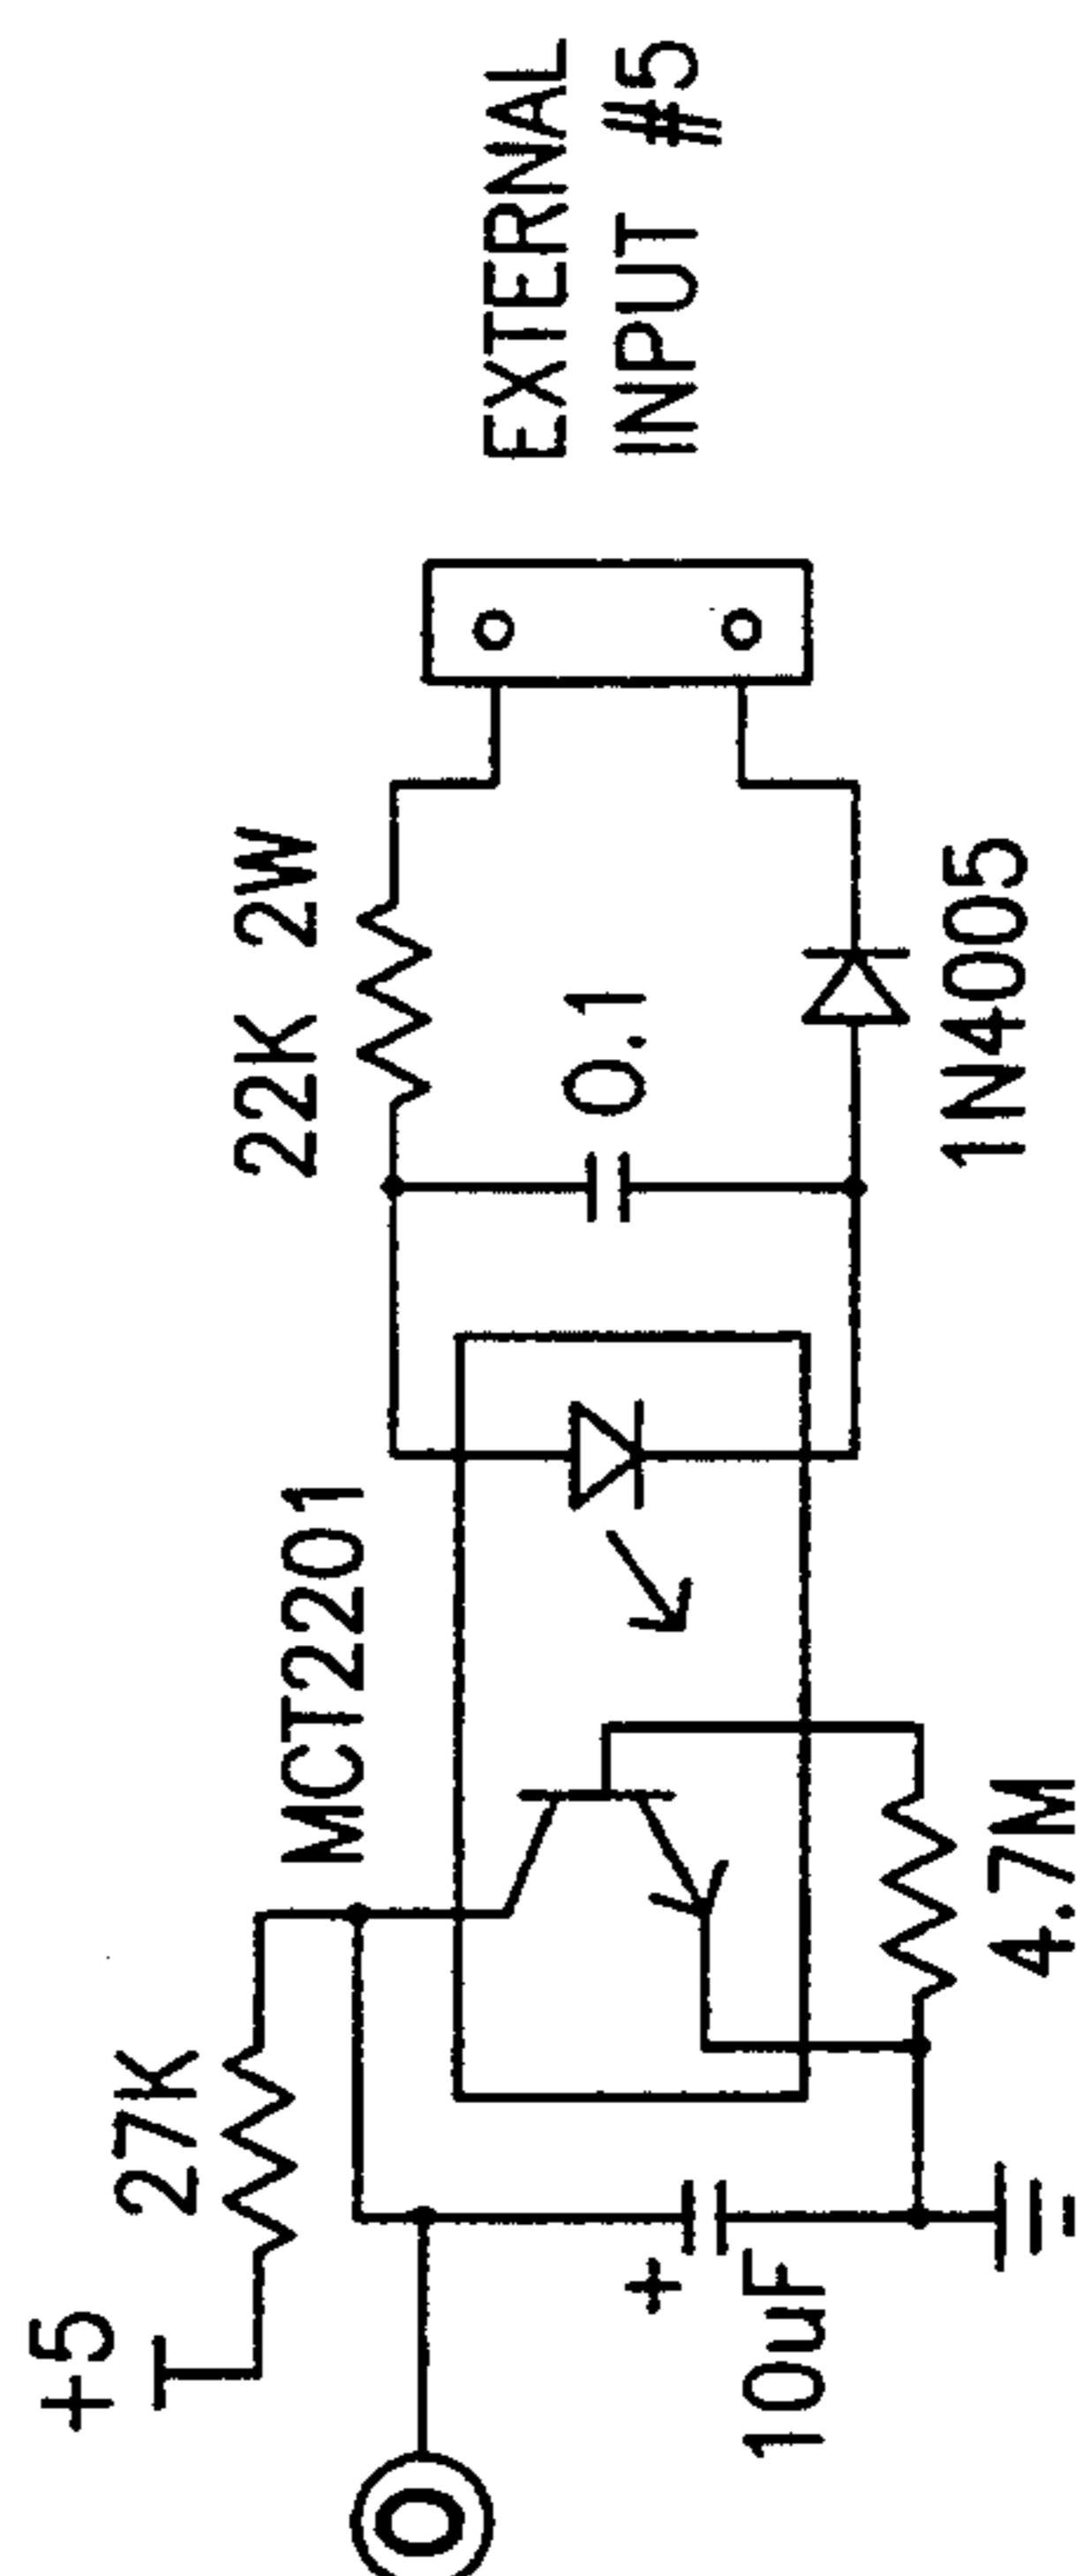 EXTERNAL
INPUT #5
22K 2W
0.1
1N4005
MCT2201
4.7M
27K
+5
+
10uF
O